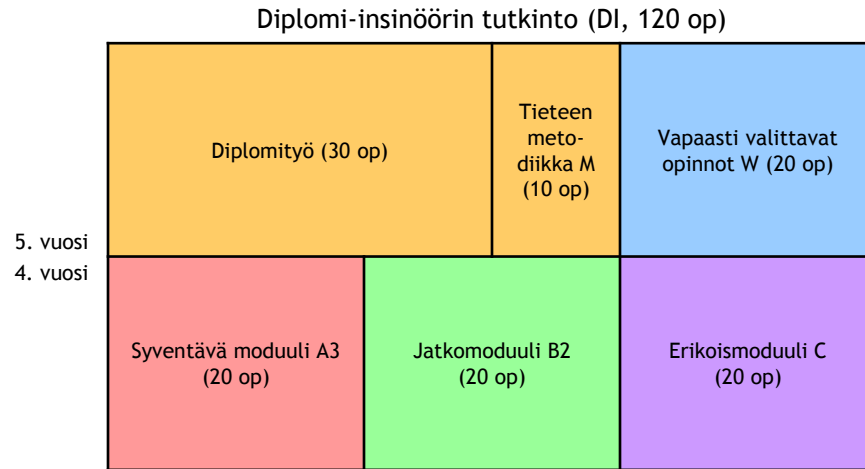 Diplomi-insinöörin tutkinto (DI, 120 op)
Diplomityö (30 op)
Tieteen
meto-
diikka M
(10 op)
Vapaasti valittavat
opinnot W (20 op)
5. vuosi
4. vuosi
Syventävä moduuli A3
(20 op)
Jatkomoduuli B2
(20 op)
Erikoismoduuli C
(20 op)